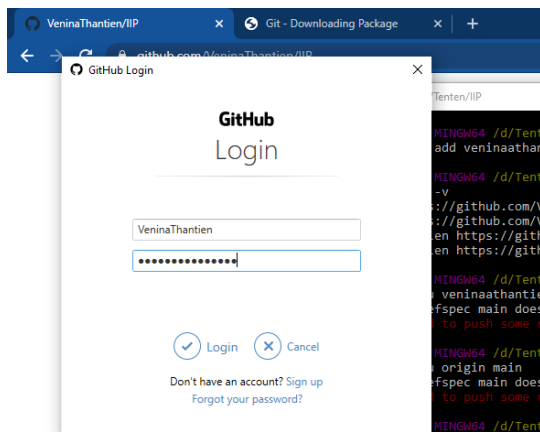 VeninaThantien/IIP
Git - Downloading Package
github.com/VeninaThantien/IIP
GitHub Login
/Tenten/IIP
GitHub
Login
VeninaThantien
Login
Cancel
Don't have an account? Sign up
Forgot your password?
MINGW64 /d/Tent
add veninaathan
MINGW64 /d/Tent
-v
://github.com/V
://github.com/V
en https://gith
en https://gith
MINGW64 /d/Tent
veninaathantie
efspec main does
to push some
MINGW64 /d/Tent
origin main
efspec main does
to push some
MINGW64 /d/Tent